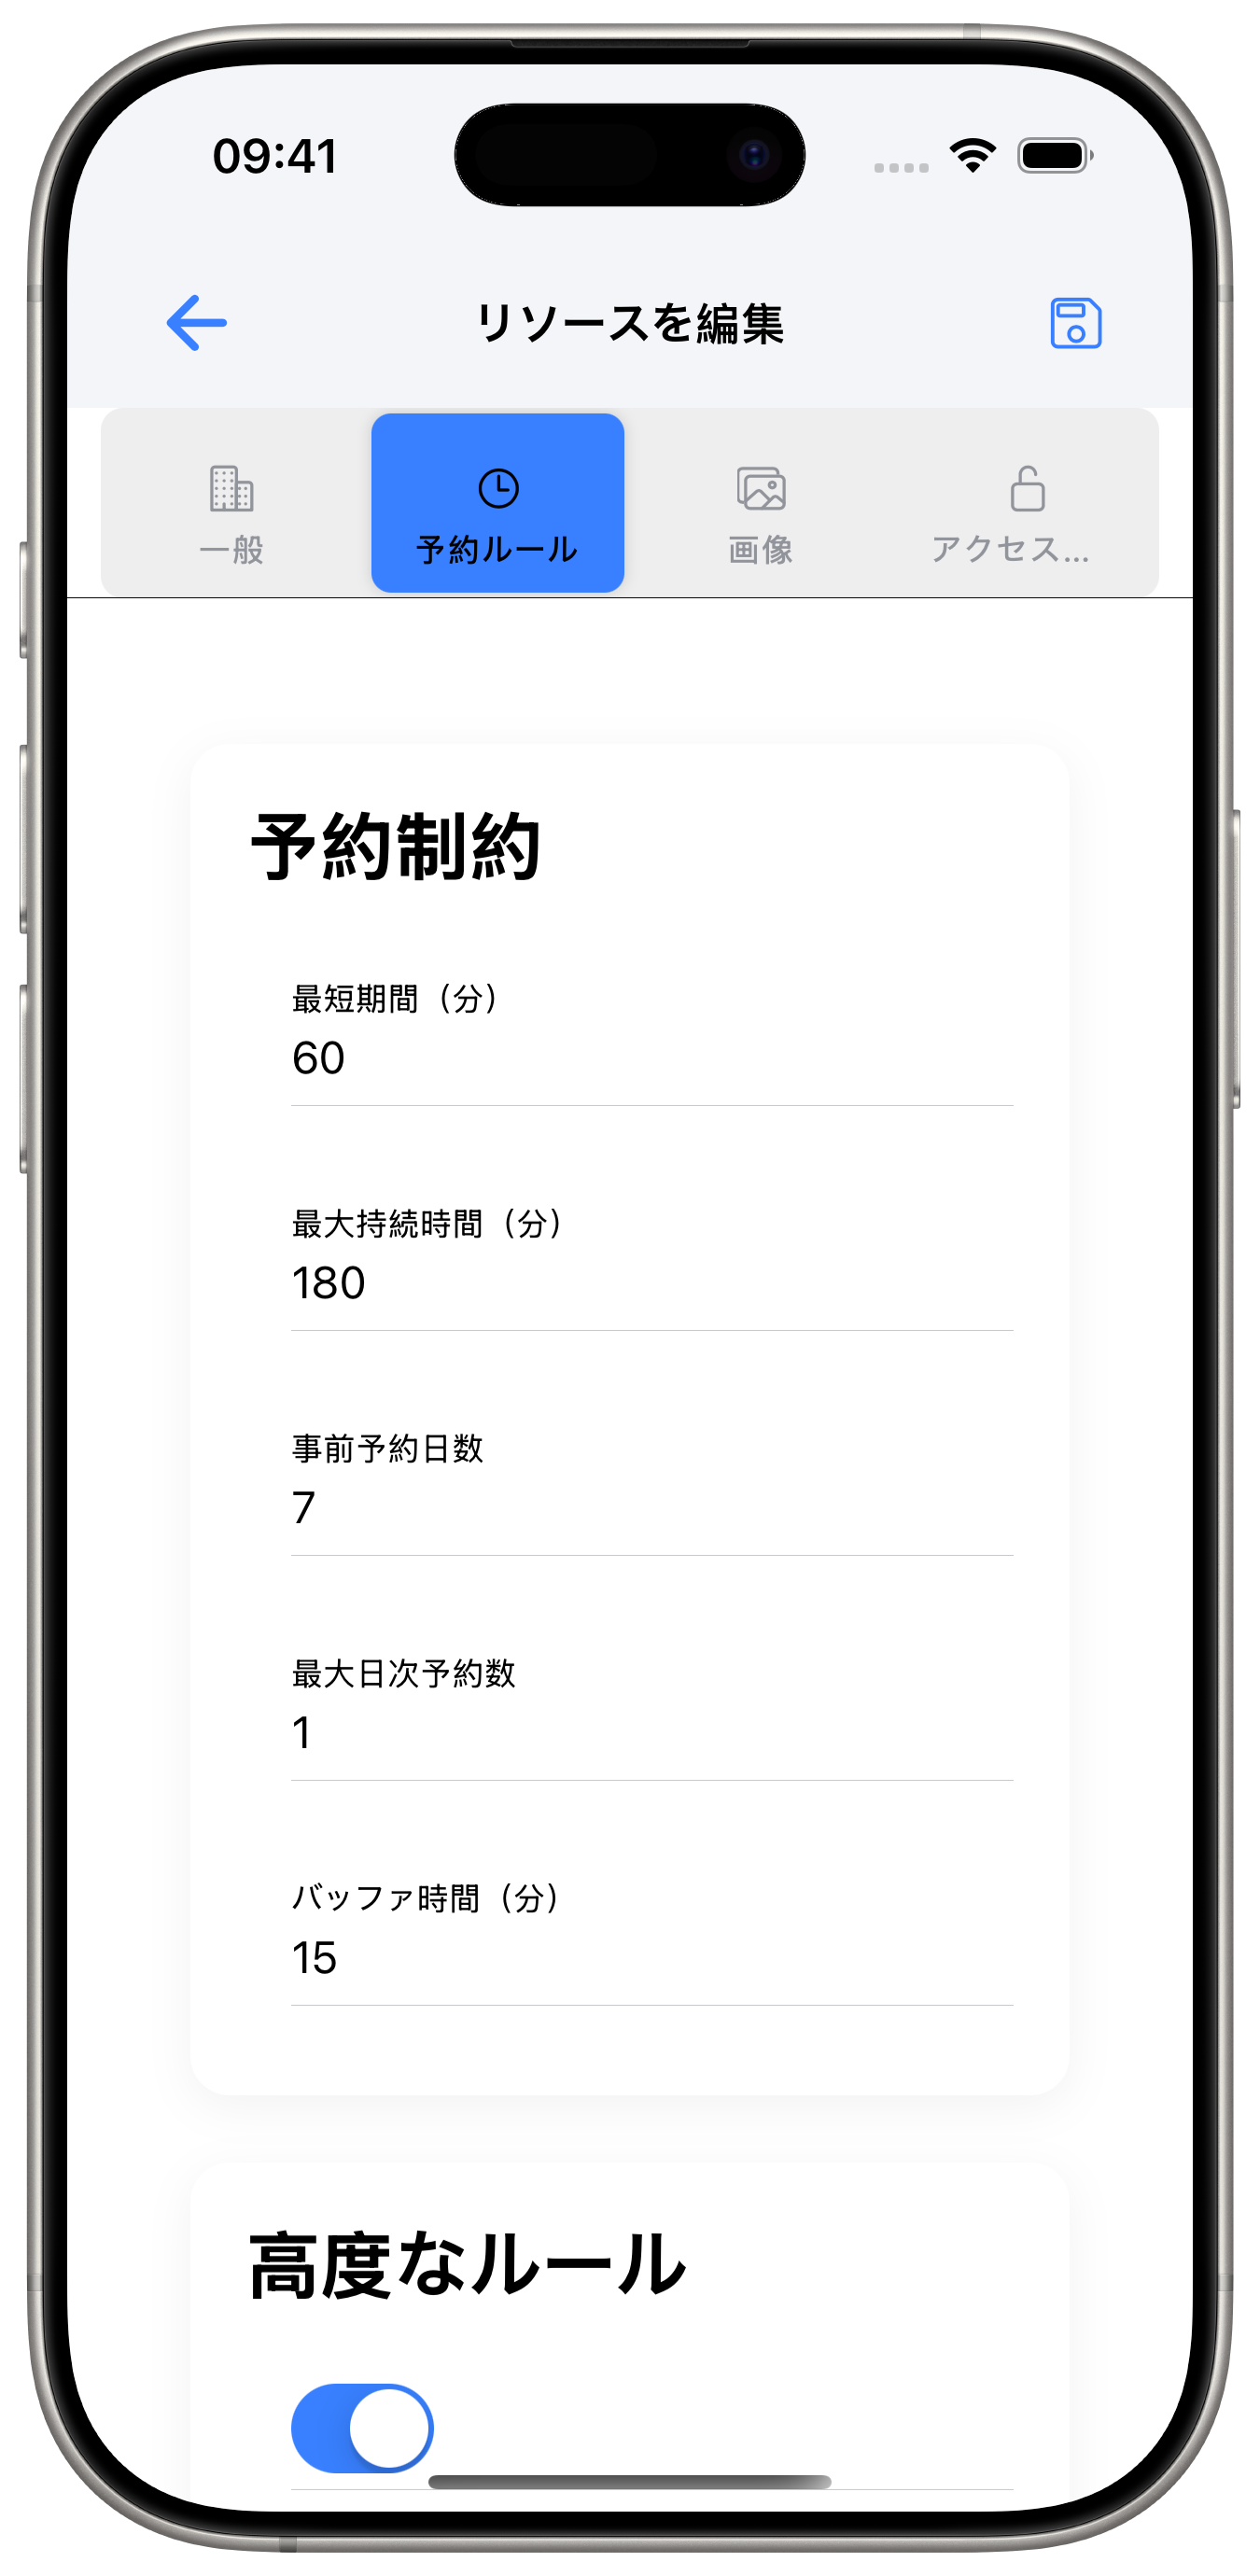 09:41
リソースを編集
一般
予約ルール
画像
アクセス...
予約制約
最短期間（分）
60
最大持続時間（分）
180
事前予約日数
7
最大日次予約数
1
バッファ時間（分）
15
高度なルール